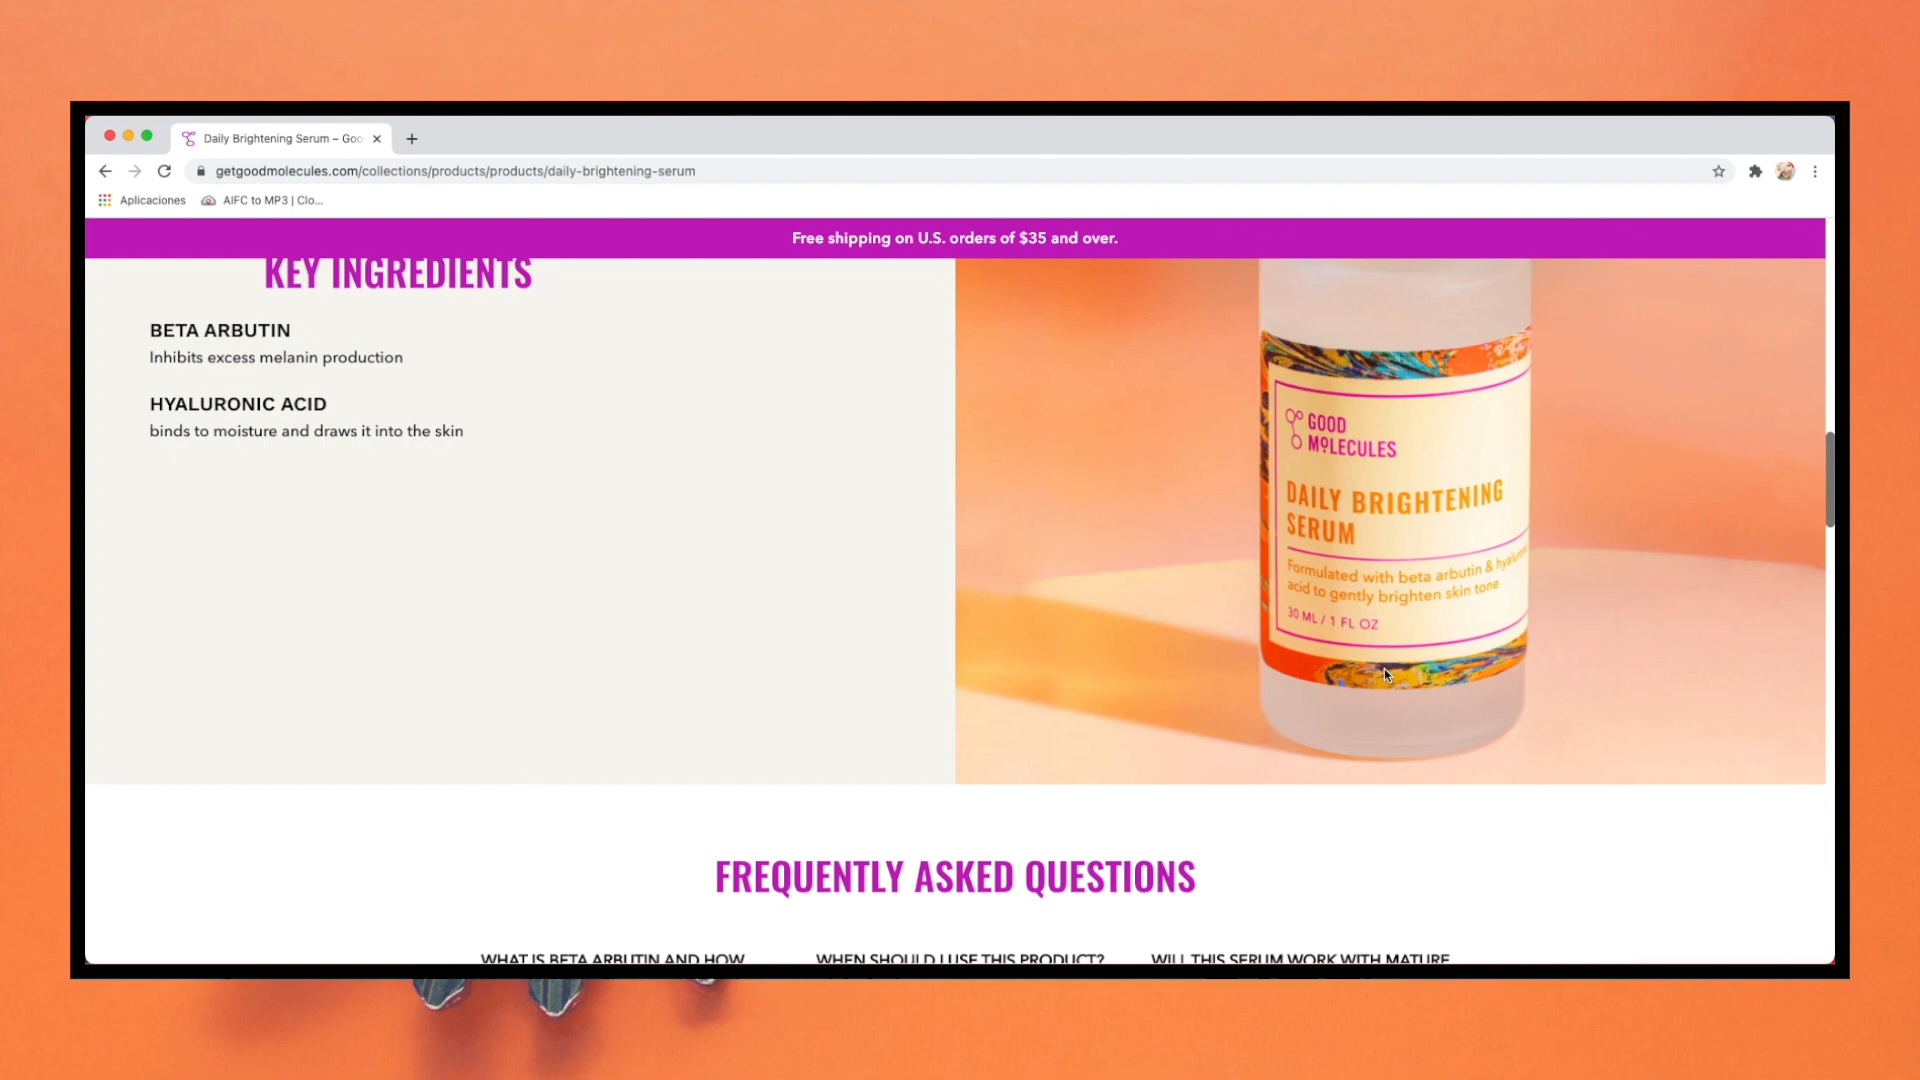 Daily Brightening Serum – Goo
getgoodmolecules.com/collections/products/products/daily-brightening-serum
Aplicaciones
AIFC to MP3 | Clo...
Free shipping on U.S. orders of $35 and over.
KEY INGREDIENTS
BETA ARBUTIN
Inhibits excess melanin production
HYALURONIC ACID
binds to moisture and draws it into the skin
GOOD
MOLECULES
DAILY BRIGHTENING
SERUM
Formulated with beta arbutin & hyaluroni
acid to gently brighten skin tone
30 ML / 1 FL OZ
FREQUENTLY ASKED QUESTIONS
WHAT IS BETA ARBUTIN AND HOW
WHEN SHOULD I USE THIS PRODUCT?
WILL THIS SERUM WORK WITH MATURE